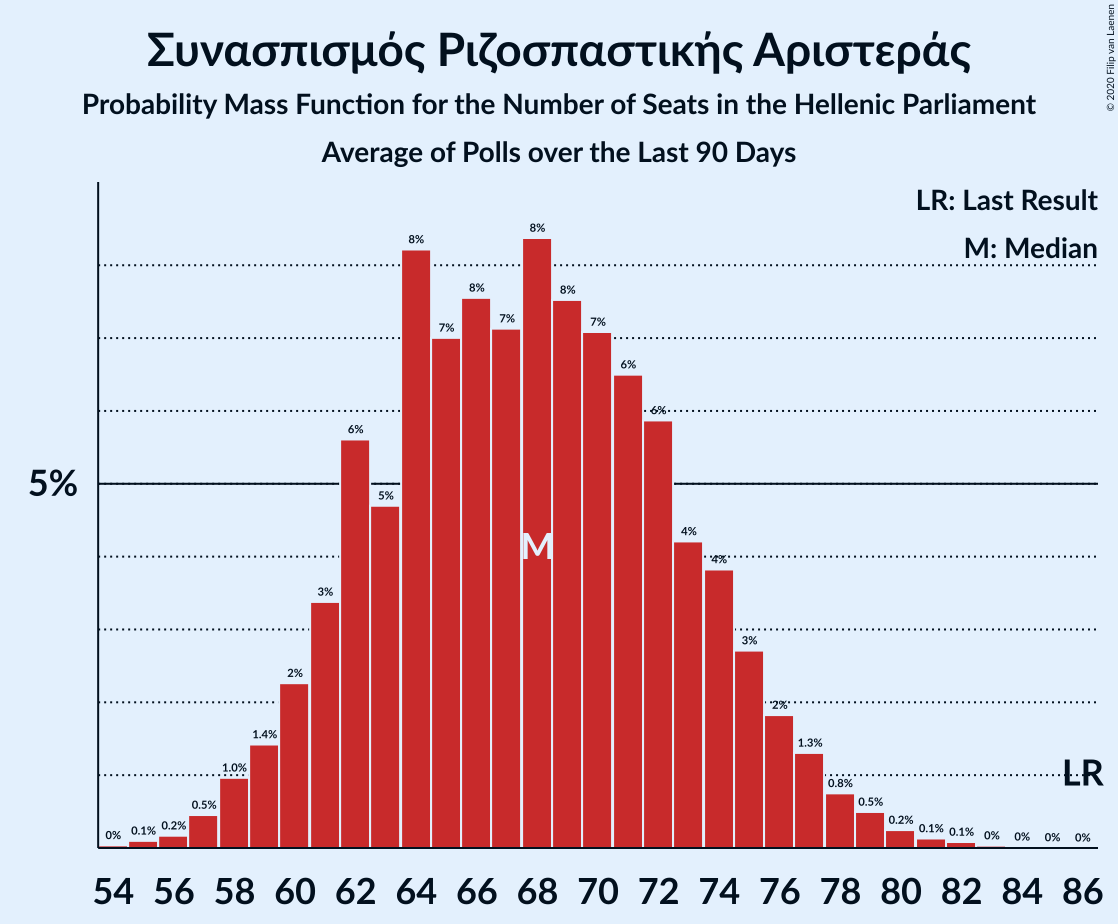 Συνασπισμός Ριζοσπαστικής Αριστεράς
Probability Mass Function for the Number of Seats in the Hellenic Parliament
Average of Polls over the Last 90 Days
© 2020 Filip van Laenen
LR: Last Result
M: Median
5%
0% 0.1% 0.2% 0.5% 1.0% 1.4% 2% 3% 6% 5% 8% 7% 8% 7% 8% 8% 7% 6% 6% 4% 4% 3% 2% 1.3% 0.8% 0.5% 0.2% 0.1% 0.1% 0% 0% 0% 0%
M
LR
54 56 58 60 62 64 66 68 70 72 74 76 78 80 82 84 86